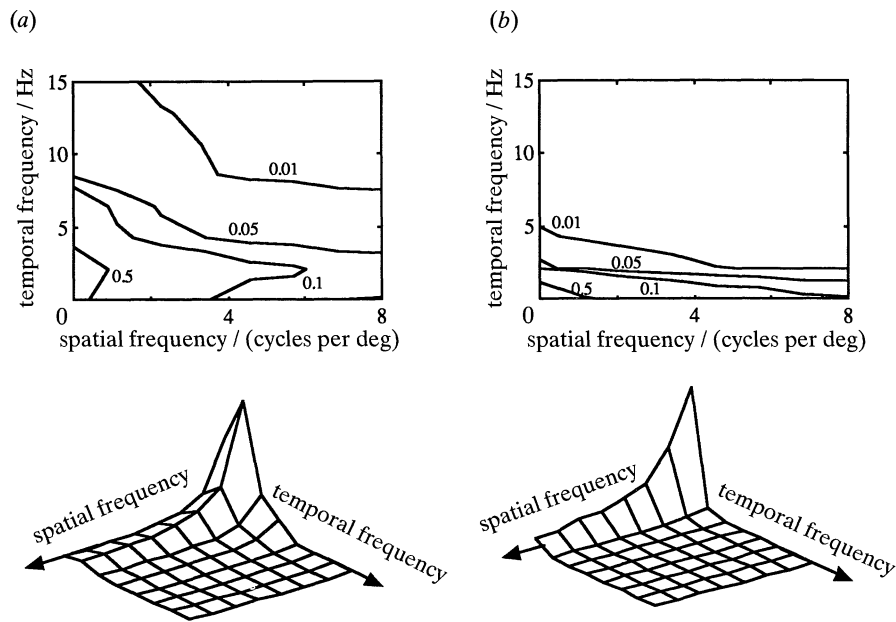 (a)
(b)
temporal frequency / Hz
15
10
5
0
0.01
0.05
0.1
0.5
4
8
spatial frequency / (cycles per deg)
temporal frequency / Hz
15
10
5
0
0.01
0.05
0.1
0.5
4
8
spatial frequency / (cycles per deg)
spatial frequency
temporal frequency
spatial frequency
temporal frequency